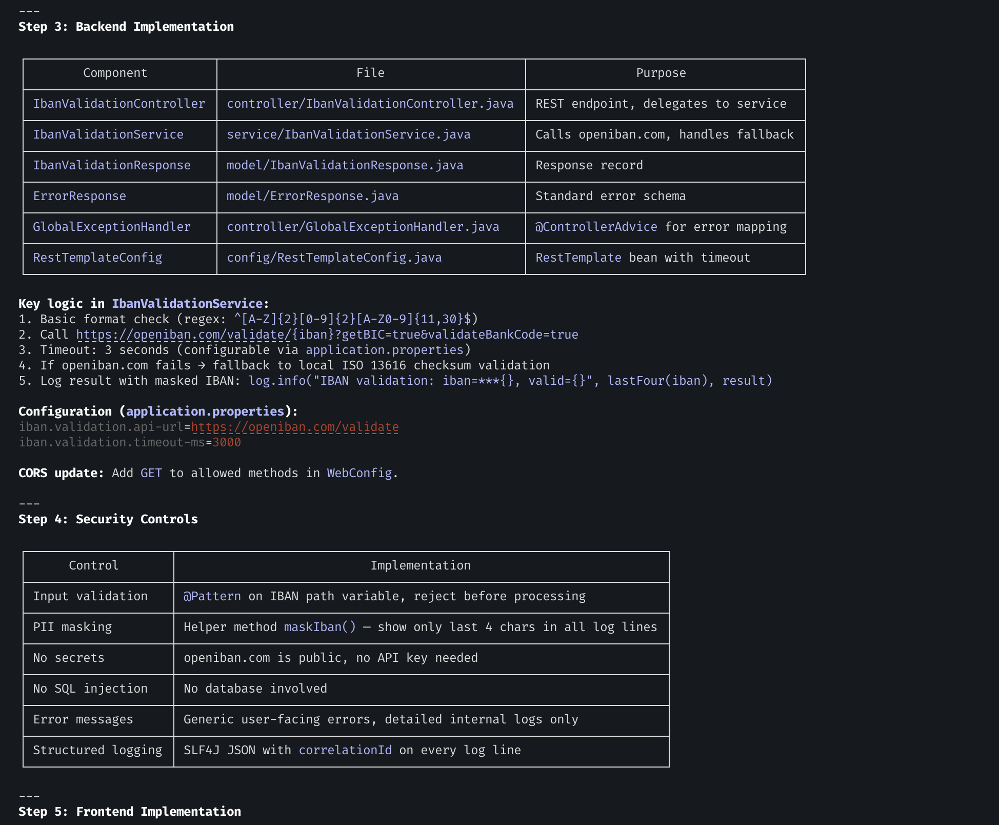 ---
Step 3: Backend Implementation
Component File Purpose
IbanValidationController controller/IbanValidationController.java REST endpoint, delegates to service
IbanValidationService service/IbanValidationService.java Calls openiban.com, handles fallback
IbanValidationResponse model/IbanValidationResponse.java Response record
ErrorResponse model/ErrorResponse.java Standard error schema
GlobalExceptionHandler controller/GlobalExceptionHandler.java @ControllerAdvice for error mapping
RestTemplateConfig config/RestTemplateConfig.java RestTemplate bean with timeout
Key logic in IbanValidationService:
1. Basic format check (regex: ^[A-Z]{2}[0-9]{2}[A-Z0-9]{11,30}$)
2. Call https://openiban.com/validate/{iban}?getBIC=true&validateBankCode=true
3. Timeout: 3 seconds (configurable via application.properties)
4. If openiban.com fails → fallback to local ISO 13616 checksum validation
5. Log result with masked IBAN: log.info("IBAN validation: iban=***{}, valid={}", lastFour(iban), result)
Configuration (application.properties):
iban.validation.api-url=https://openiban.com/validate
iban.validation.timeout-ms=3000
CORS update: Add GET to allowed methods in WebConfig.
---
Step 4: Security Controls
Control Implementation
Input validation @Pattern on IBAN path variable, reject before processing
PII masking Helper method maskIban() — show only last 4 chars in all log lines
No secrets openiban.com is public, no API key needed
No SQL injection No database involved
Error messages Generic user-facing errors, detailed internal logs only
Structured logging SLF4J JSON with correlationId on every log line
---
Step 5: Frontend Implementation